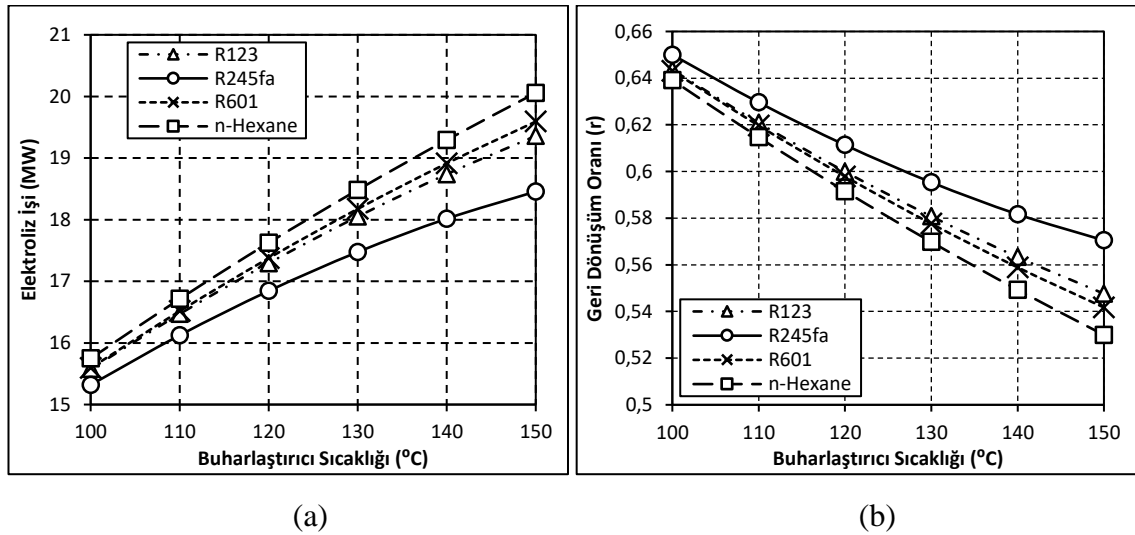 21
20
19
18
17
16
15
Elektroliz İşi (MW)
R123
R245fa
R601
n-Hexane
100 110 120 130 140 150
Buharlaştırıcı Sıcaklığı (⁰C)
(a)
0,66
0,64
0,62
0,6
0,58
0,56
0,54
0,52
0,5
Geri Dönüşüm Oranı (r)
R123
R245fa
R601
n-Hexane
100 110 120 130 140 150
Buharlaştırıcı Sıcaklığı (⁰C)
(b)